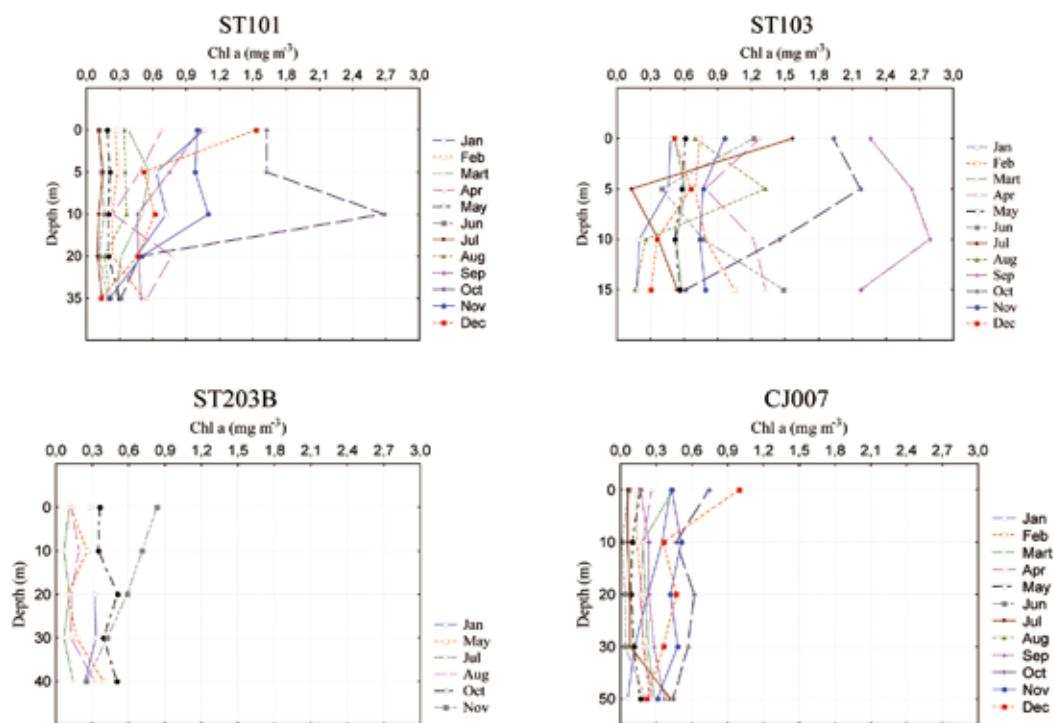 ST101
Chl a (mg m⁻³)
0,0 0,3 0,6 0,9 1,2 1,5 1,8 2,1 2,4 2,7 3,0
Depth (m)
0
5
10
20
35
Jan
Feb
Mart
Apr
May
Jun
Jul
Aug
Sep
Oct
Nov
Dec
ST103
Chl a (mg m⁻³)
0,0 0,3 0,6 0,9 1,2 1,5 1,8 2,1 2,4 2,7 3,0
Depth (m)
0
5
10
15
Jan
Feb
Mart
Apr
May
Jun
Jul
Aug
Sep
Oct
Nov
Dec
ST203B
Chl a (mg m⁻³)
0,0 0,3 0,6 0,9 1,2 1,5 1,8 2,1 2,4 2,7 3,0
Depth (m)
0
10
20
30
40
Jan
May
Jul
Aug
Oct
Nov
CJ007
Chl a (mg m⁻³)
0,0 0,3 0,6 0,9 1,2 1,5 1,8 2,1 2,4 2,7 3,0
Depth (m)
0
10
20
30
50
Jan
Feb
Mart
Apr
May
Jun
Jul
Aug
Sep
Oct
Nov
Dec